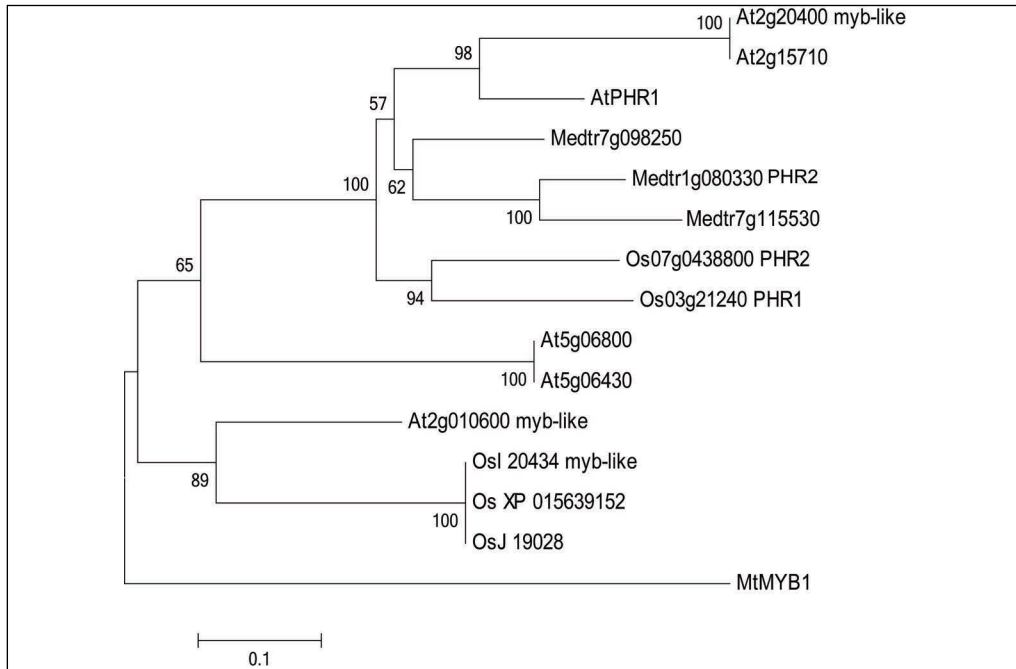 100
At2g20400 myb-like
At2g15710
98
AtPHR1
57
Medtr7g098250
62
Medtr1g080330 PHR2
100
Medtr7g115530
100
Os07g0438800 PHR2
94
Os03g21240 PHR1
65
At5g06800
100
At5g06430
At2g010600 myb-like
89
OsI 20434 myb-like
Os XP 015639152
100
OsJ 19028
MtMYB1
0.1